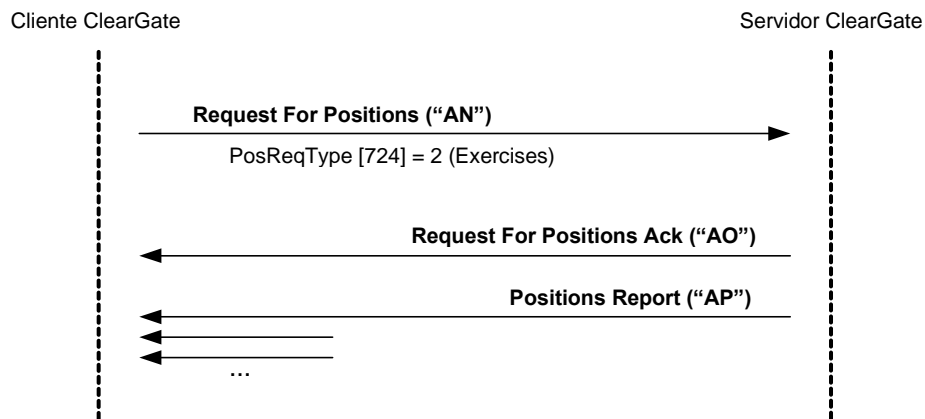 Cliente ClearGate
Servidor ClearGate
Request For Positions (“AN”)
PosReqType [724] = 2 (Exercises)
Request For Positions Ack (“AO”)
Positions Report (“AP”)
...